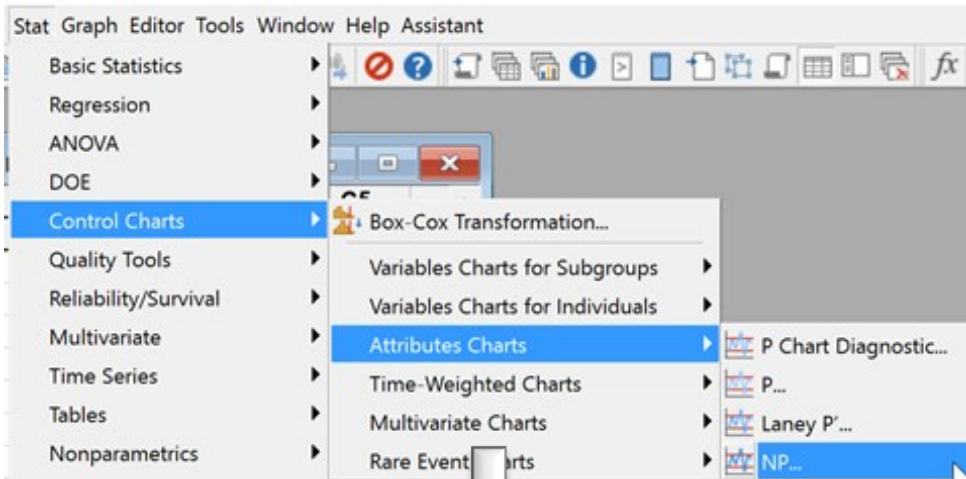 Stat Graph Editor Tools Window Help Assistant
Basic Statistics
Regression
ANOVA
DOE
Control Charts
Quality Tools
Reliability/Survival
Multivariate
Time Series
Tables
Nonparametrics
fx
Box-Cox Transformation...
Variables Charts for Subgroups
Variables Charts for Individuals
Attributes Charts
Time-Weighted Charts
Multivariate Charts
Rare Event
P Chart Diagnostic...
P...
Laney P'...
NP...